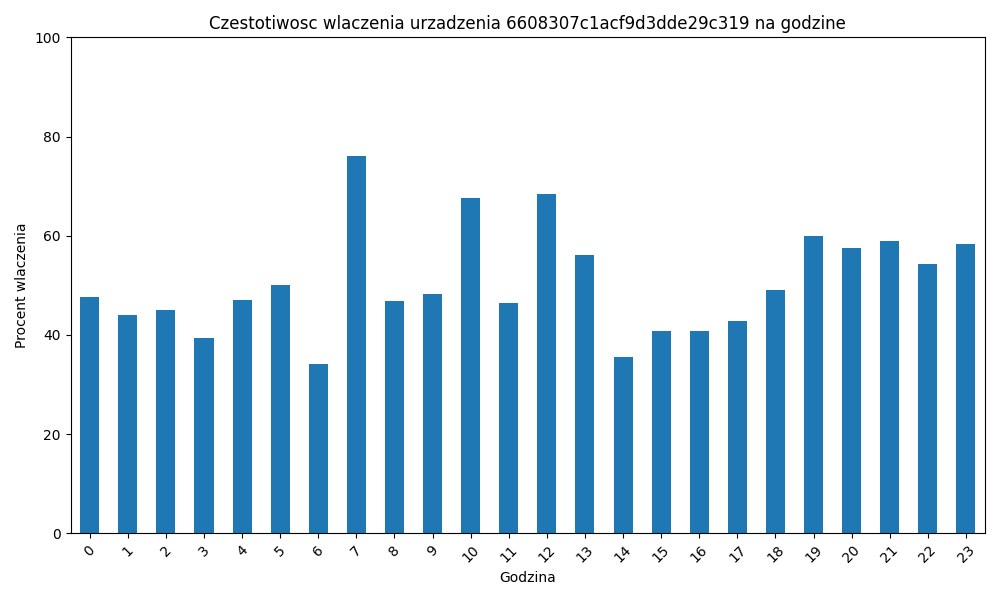 Czestotiwosc wlaczenia urzadzenia 6608307c1acf9d3dde29c319 na godzine
100
80
60
40
20
0
Procent wlaczenia
0 1 2 3 4 5 6 7 8 9 10 11 12 13 14 15 16 17 18 19 20 21 22 23
Godzina